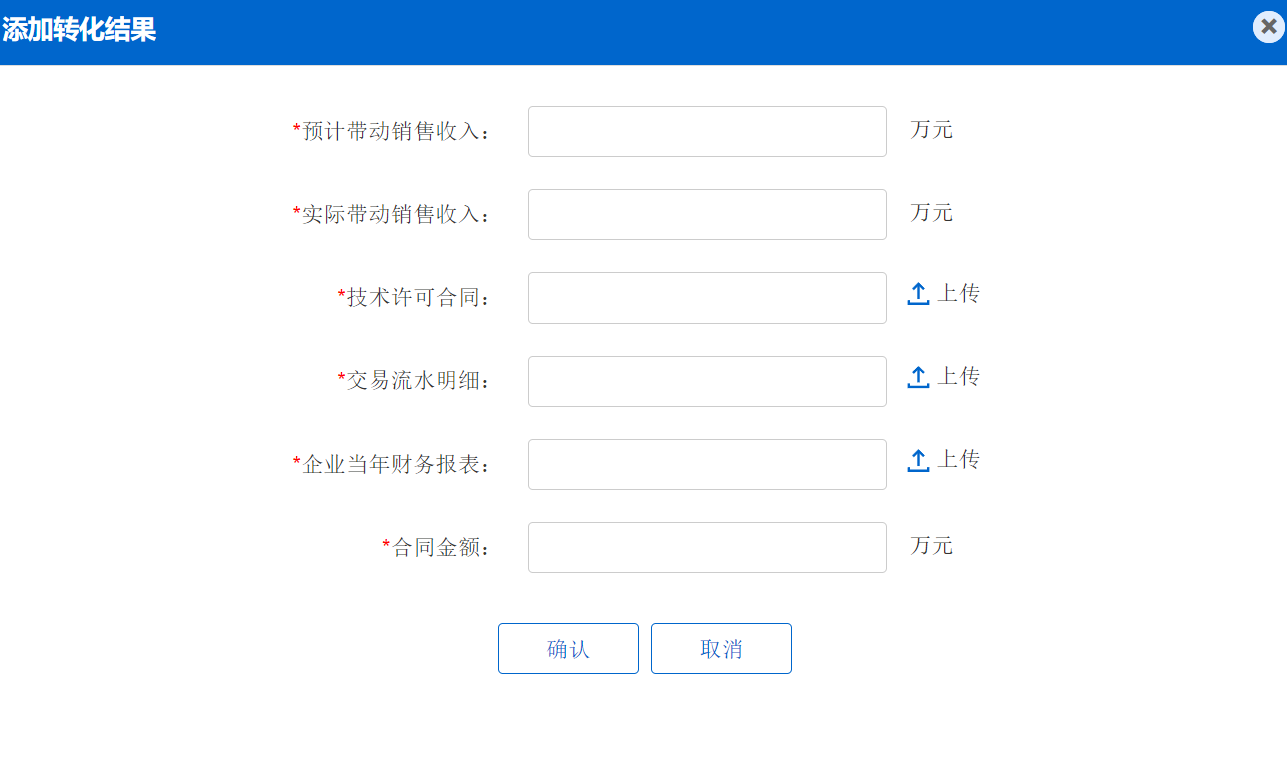 添加转化结果
*预计带动销售收入： 万元
*实际带动销售收入： 万元
*技术许可合同： 上传
*交易流水明细： 上传
*企业当年财务报表： 上传
*合同金额： 万元
确认 取消